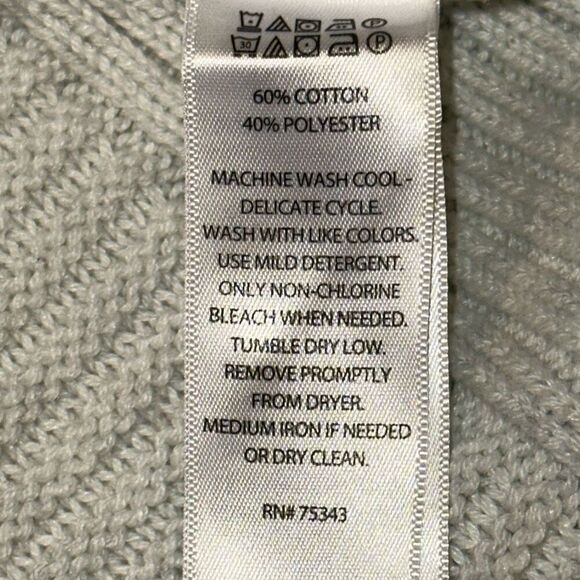 30 P
60% COTTON
40% POLYESTER
MACHINE WASH COOL -
DELICATE CYCLE.
WASH WITH LIKE COLORS.
USE MILD DETERGENT.
ONLY NON-CHLORINE
BLEACH WHEN NEEDED.
TUMBLE DRY LOW.
REMOVE PROMPTLY
FROM DRYER.
MEDIUM IRON IF NEEDED
OR DRY CLEAN.
RN# 75343